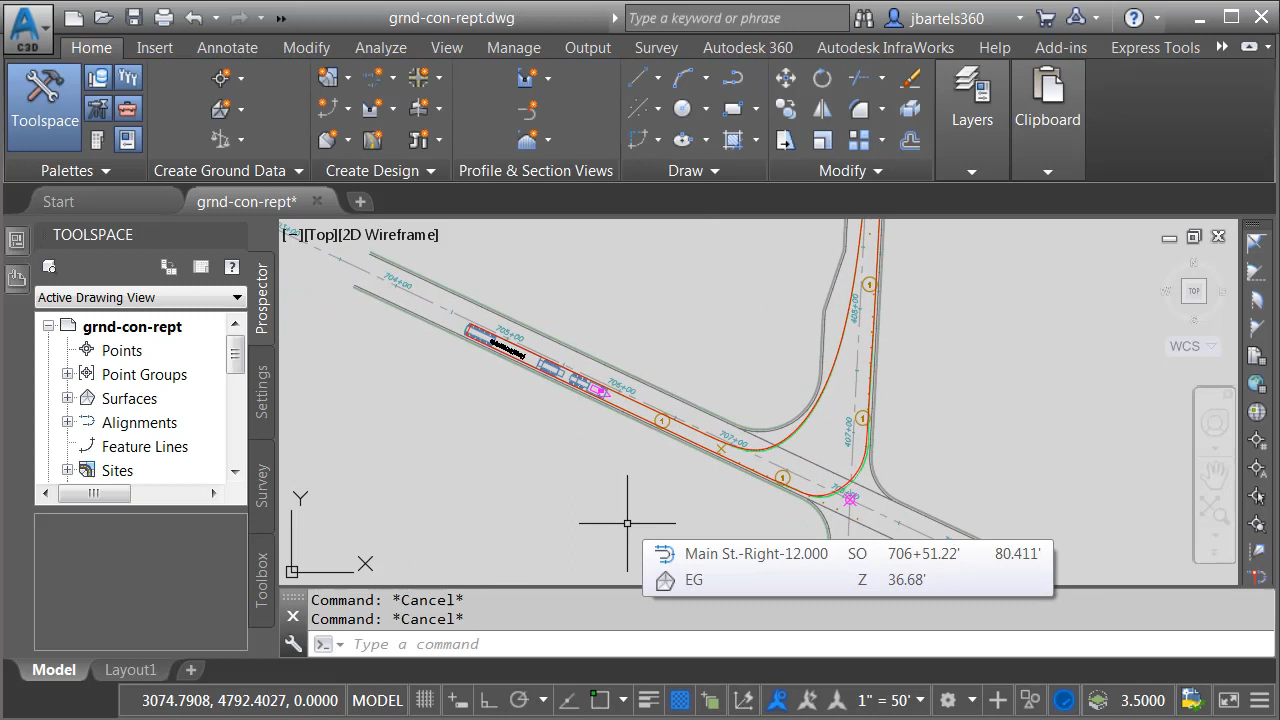 grnd-con-rept.dwg
Type a keyword or phrase
jbartels360
C3D
Home Insert Annotate Modify Analyze View Manage Output Survey Autodesk 360 Autodesk InfraWorks Help Add-ins Express Tools
Toolspace
Layers
Clipboard
Palettes
Create Ground Data
Create Design
Profile & Section Views
Draw
Modify
Start
grnd-con-rept*
TOOLSPACE
Active Drawing View
grnd-con-rept
Points
Point Groups
Surfaces
Alignments
Feature Lines
Sites
Prospector
Settings
Survey
Toolbox
[−][Top][2D Wireframe]
N
TOP
WCS
704+00
705+00
706+00
707+00
408+00
407+00
1
1
1
1
Y
X
Main St.-Right-12.000 SO 706+51.22' 80.411'
EG Z 36.68'
Command: *Cancel*
Command: *Cancel*
Type a command
Model
Layout1
3074.7908, 4792.4027, 0.0000
MODEL
1" = 50'
3.5000